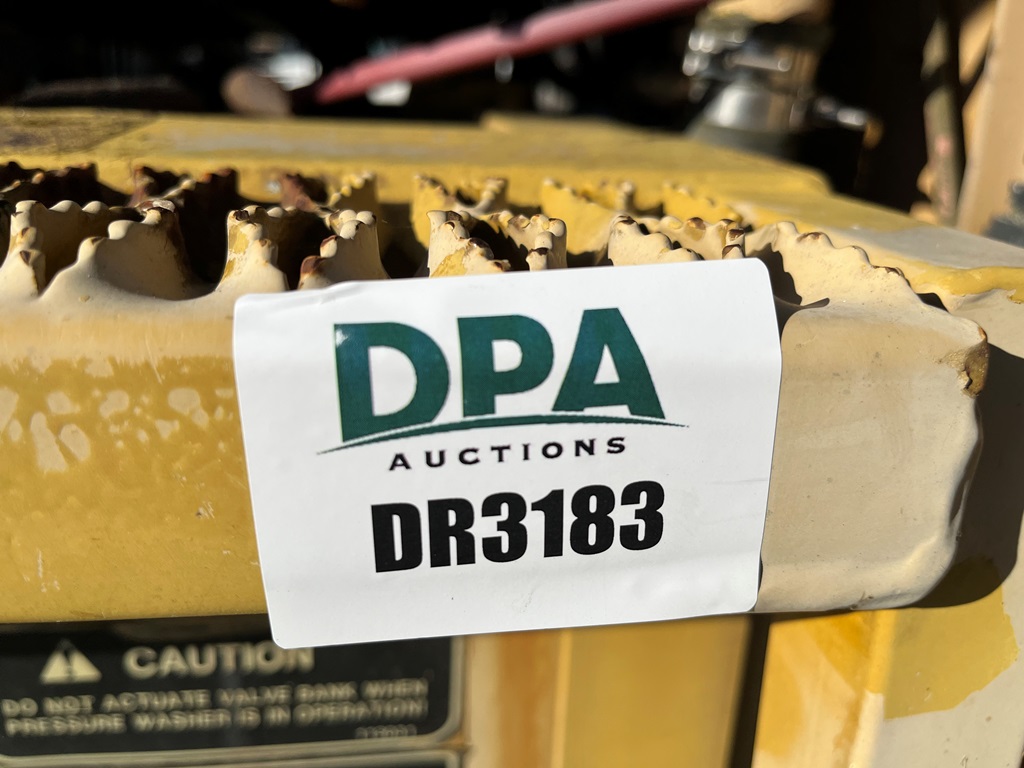 DPA
AUCTIONS
DR3183
CAUTION
DO NOT ACTUATE VALVE BANK WHEN
PRESSURE WASHER IS IN OPERATION